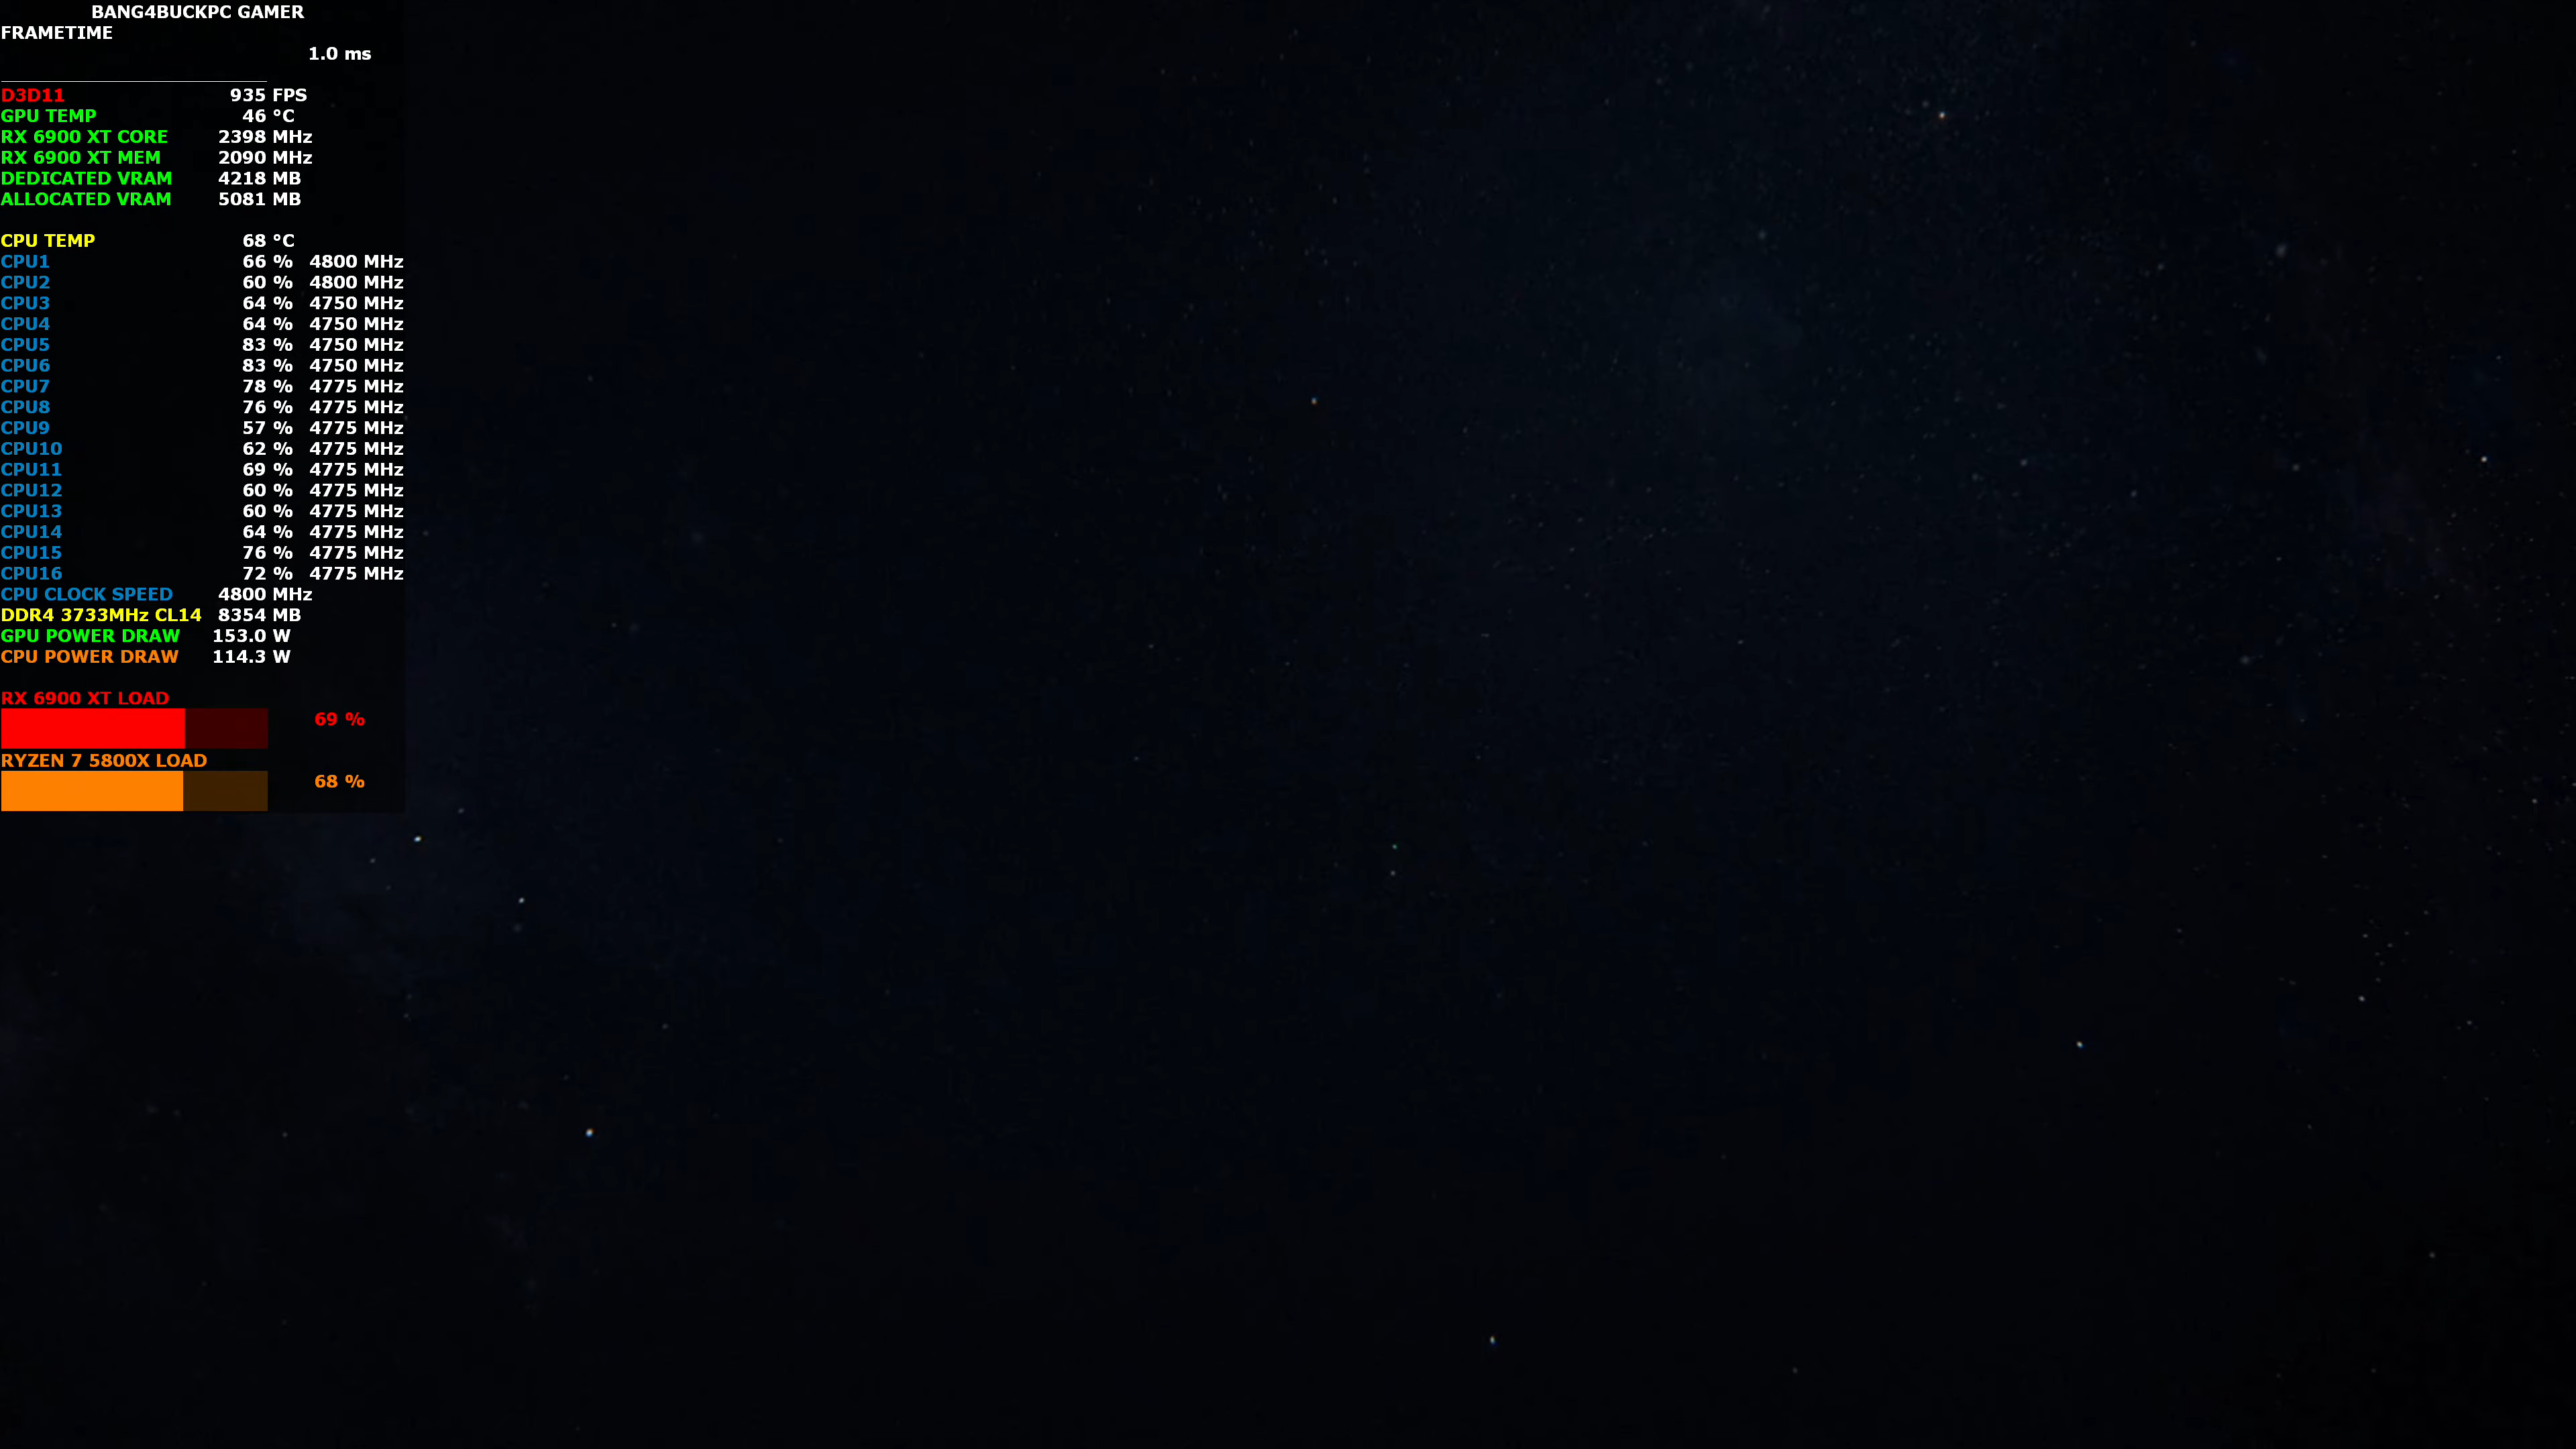 BANG4BUCKPC GAMER
FRAMETIME
1.0 ms
D3D11 935 FPS
GPU TEMP 46 °C
RX 6900 XT CORE 2398 MHz
RX 6900 XT MEM 2090 MHz
DEDICATED VRAM 4218 MB
ALLOCATED VRAM 5081 MB
CPU TEMP 68 °C
CPU1 66 % 4800 MHz
CPU2 60 % 4800 MHz
CPU3 64 % 4750 MHz
CPU4 64 % 4750 MHz
CPU5 83 % 4750 MHz
CPU6 83 % 4750 MHz
CPU7 78 % 4775 MHz
CPU8 76 % 4775 MHz
CPU9 57 % 4775 MHz
CPU10 62 % 4775 MHz
CPU11 69 % 4775 MHz
CPU12 60 % 4775 MHz
CPU13 60 % 4775 MHz
CPU14 64 % 4775 MHz
CPU15 76 % 4775 MHz
CPU16 72 % 4775 MHz
CPU CLOCK SPEED 4800 MHz
DDR4 3733MHz CL14 8354 MB
GPU POWER DRAW 153.0 W
CPU POWER DRAW 114.3 W
RX 6900 XT LOAD
69 %
RYZEN 7 5800X LOAD
68 %